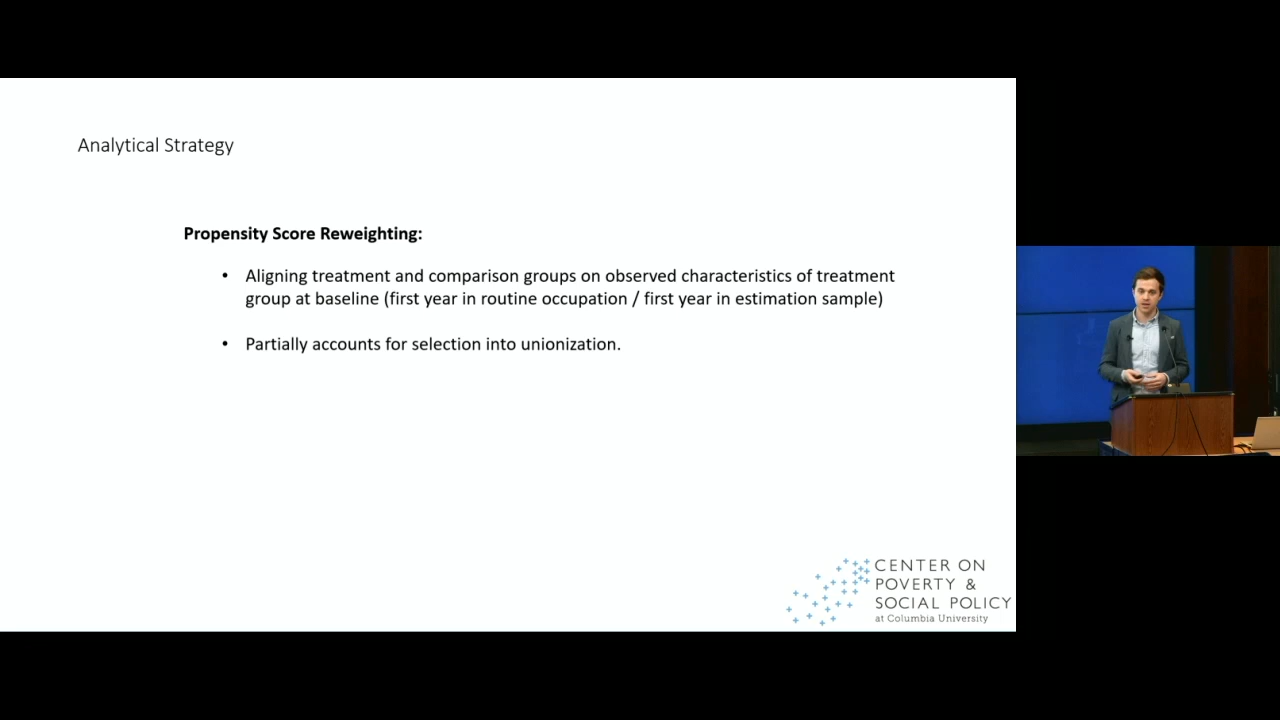 Analytical Strategy
Propensity Score Reweighting:
• Aligning treatment and comparison groups on observed characteristics of treatment
group at baseline (first year in routine occupation / first year in estimation sample)
• Partially accounts for selection into unionization.
CENTER ON
POVERTY &
SOCIAL POLICY
at Columbia University